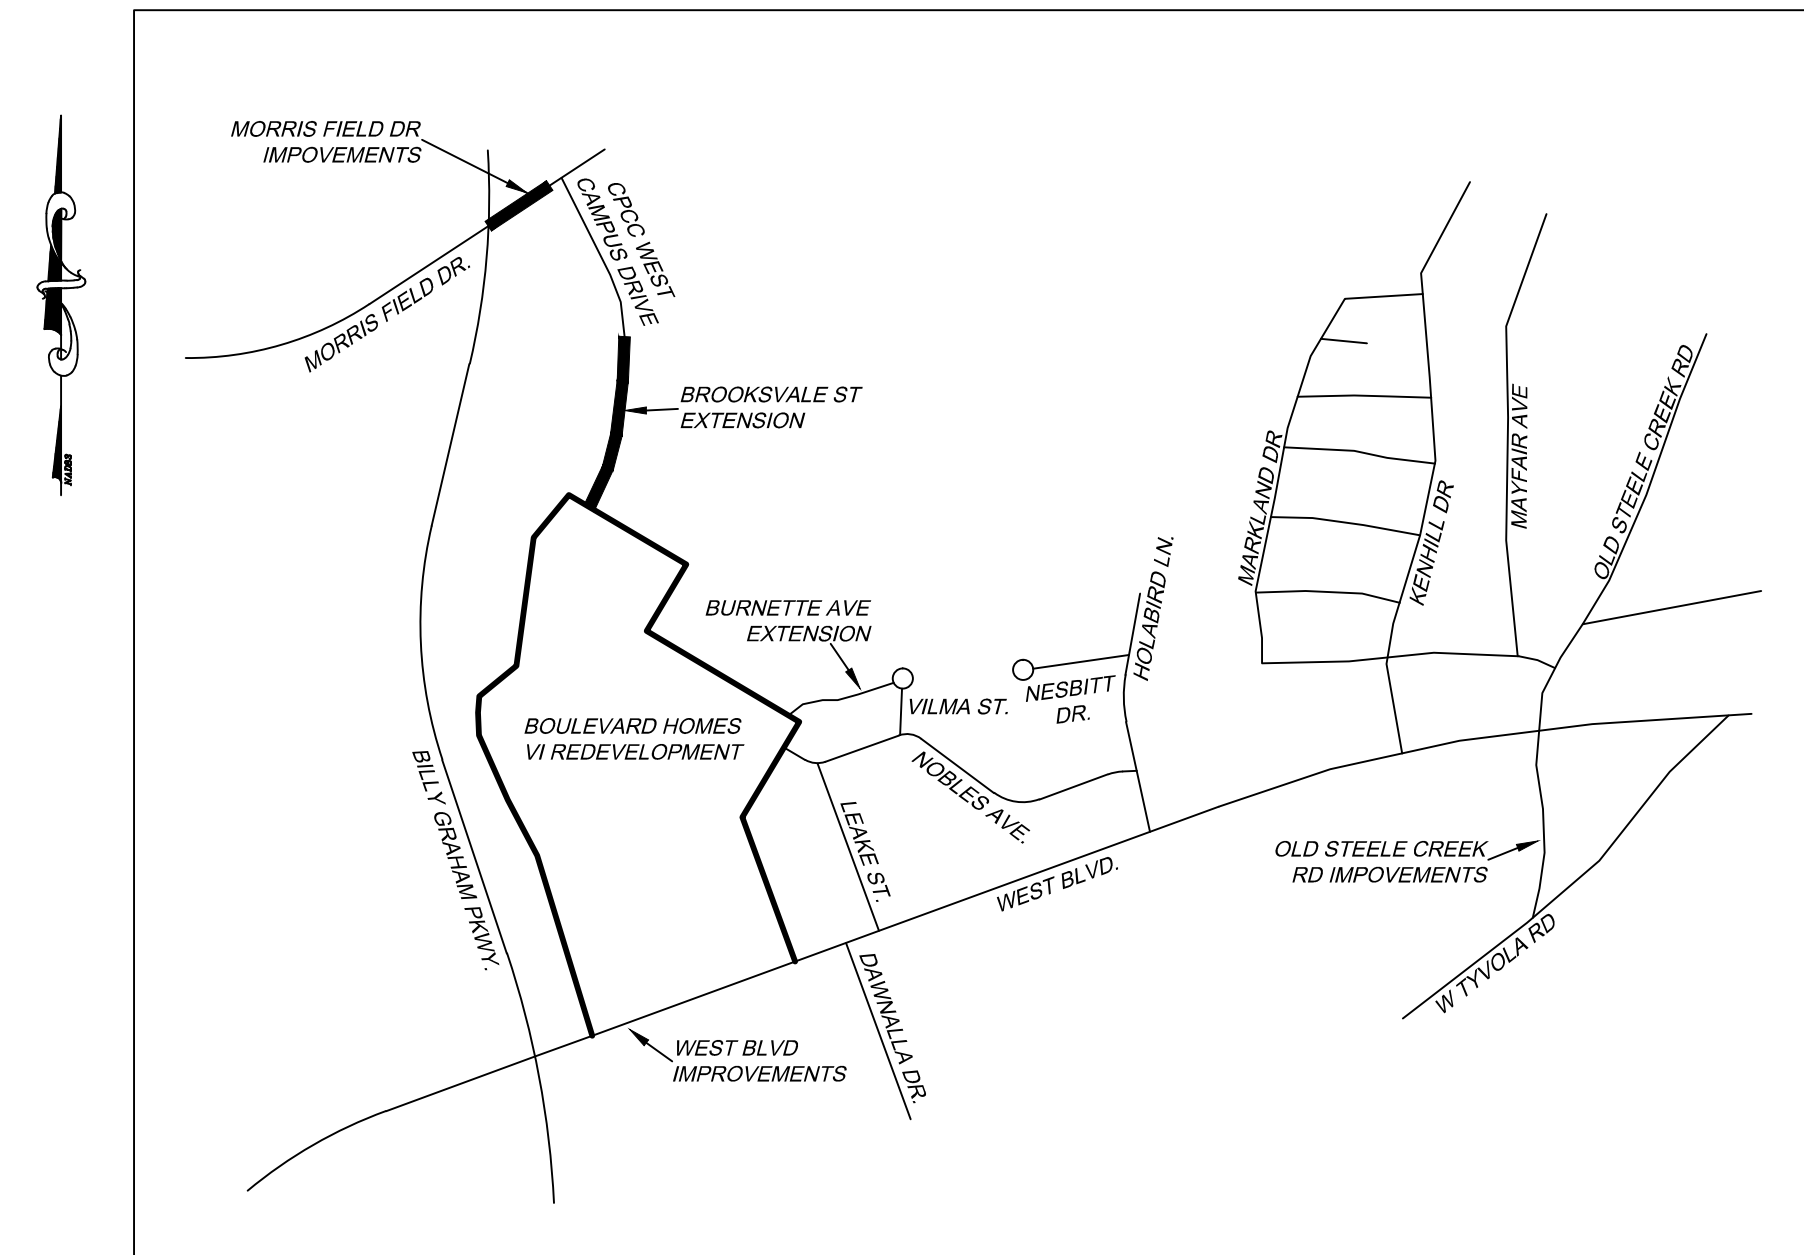 MORRIS FIELD DR
IMPOVEMENTS
CPCC WEST
CAMPUS DRIVE
MORRIS FIELD DR.
NAD83
BROOKSVALE ST
EXTENSION
MARKLAND DR
KENHILL DR
MAYFAIR AVE
OLD STEELE CREEK RD
HOLABIRD LN.
BURNETTE AVE
EXTENSION
VILMA ST.
NESBITT
DR.
BOULEVARD HOMES
VI REDEVELOPMENT
BILLY GRAHAM PKWY.
NOBLES AVE.
LEAKE ST.
WEST BLVD.
OLD STEELE CREEK
RD IMPOVEMENTS
W TYVOLA RD
DAWNALLA DR.
WEST BLVD
IMPROVEMENTS